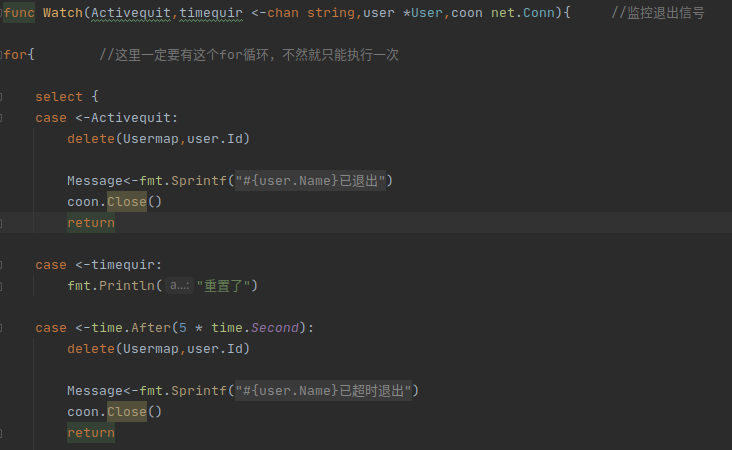 func Watch(Activequit,timequir <-chan string,user *User,coon net.Conn){     //监控退出信号
for{        //这里一定要有这个for循环，不然就只能执行一次
    select {
    case <-Activequit:
        delete(Usermap,user.Id)
        Message<-fmt.Sprintf("#{user.Name}已退出")
        coon.Close()
        return
    case <-timequir:
        fmt.Println( a...: "重置了")
    case <-time.After(5 * time.Second):
        delete(Usermap,user.Id)
        Message<-fmt.Sprintf("#{user.Name}已超时退出")
        coon.Close()
        return